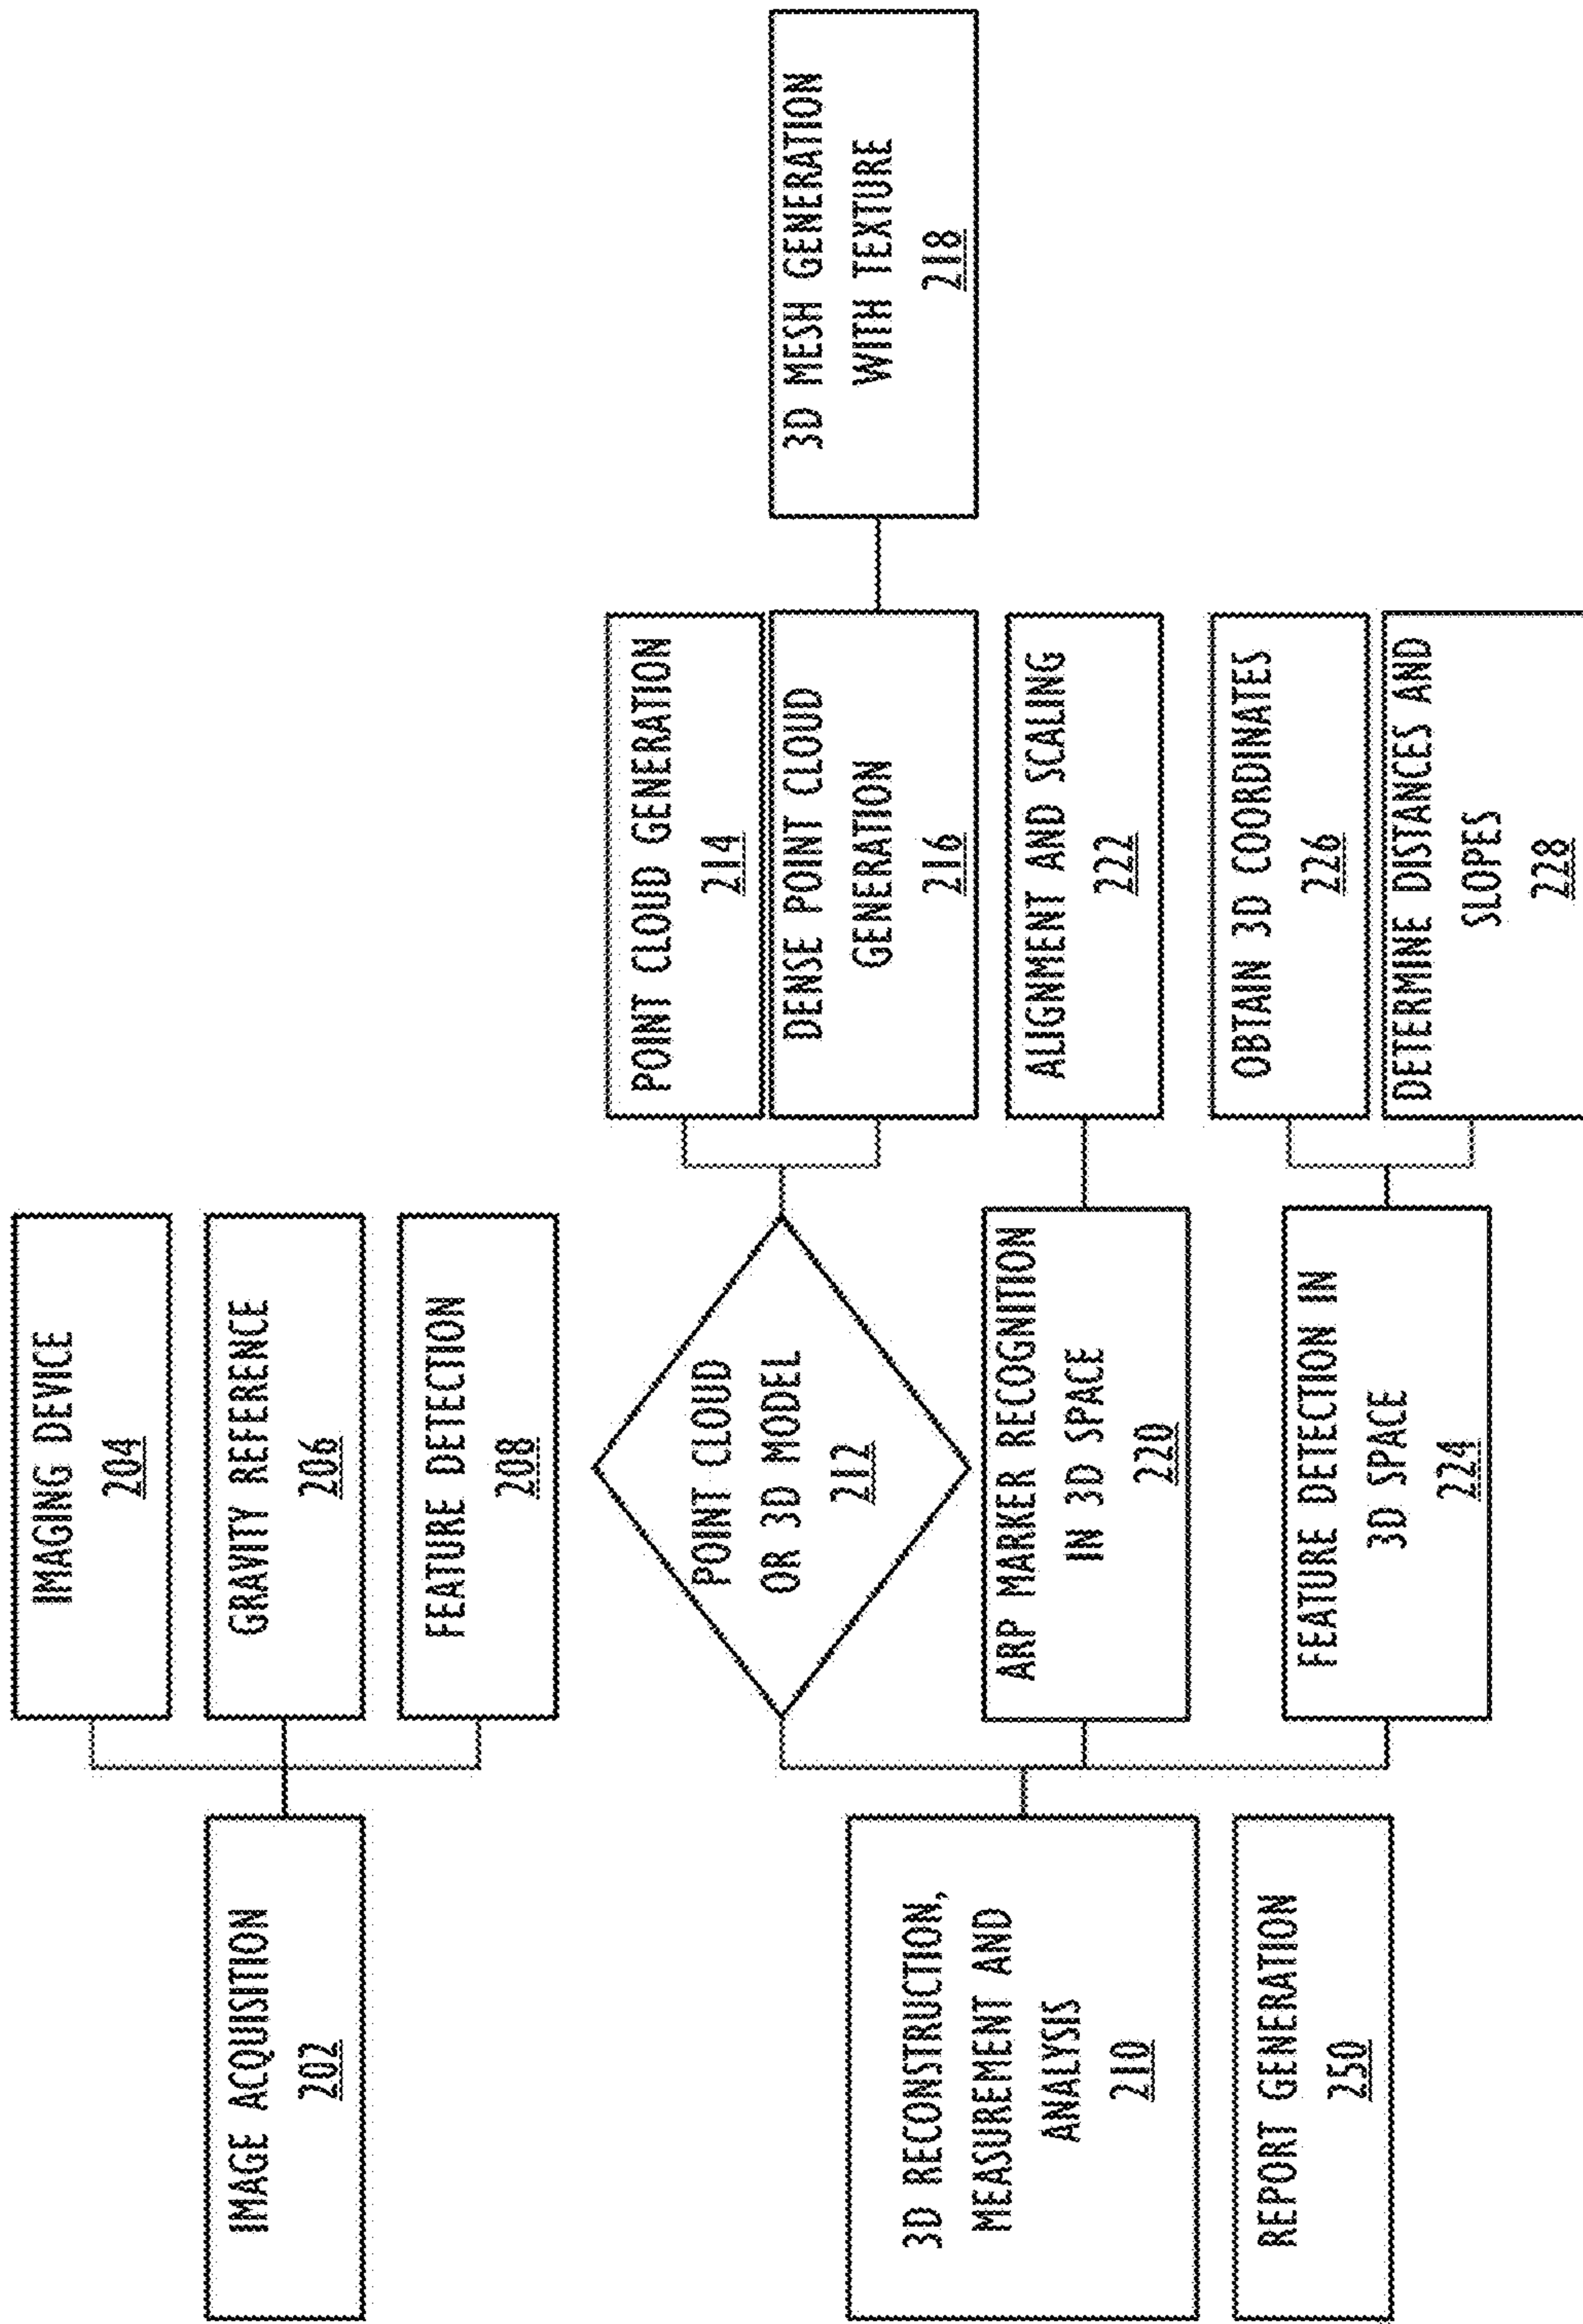 IMAGE ACQUISITION
202
IMAGING DEVICE
204
GRAVITY REFERENCE
206
FEATURE DETECTION
208
3D RECONSTRUCTION,
MEASUREMENT AND
ANALYSIS
210
POINT CLOUD
OR 3D MODEL
212
POINT CLOUD GENERATION
214
DENSE POINT CLOUD
GENERATION
216
3D MESH GENERATION
WITH TEXTURE
218
ARP MARKER RECOGNITION
IN 3D SPACE
220
ALIGNMENT AND SCALING
222
FEATURE DETECTION IN
3D SPACE
224
OBTAIN 3D COORDINATES
226
DETERMINE DISTANCES AND
SLOPES
228
REPORT GENERATION
250